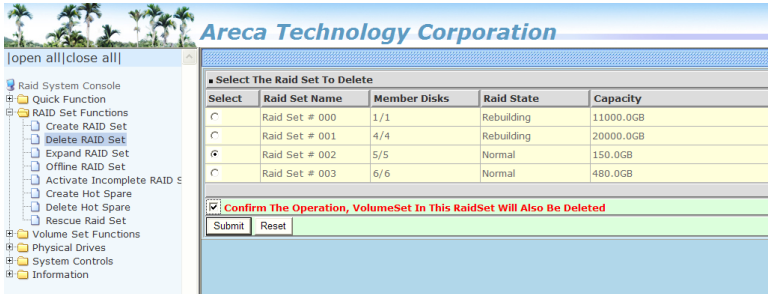 Areca Technology Corporation
|open all|close all|
Raid System Console
Quick Function
RAID Set Functions
Create RAID Set
Delete RAID Set
Expand RAID Set
Offline RAID Set
Activate Incomplete RAID S
Create Hot Spare
Delete Hot Spare
Rescue Raid Set
Volume Set Functions
Physical Drives
System Controls
Information
Select The Raid Set To Delete
Select Raid Set Name Member Disks Raid State Capacity
Raid Set # 000 1/1 Rebuilding 11000.0GB
Raid Set # 001 4/4 Rebuilding 20000.0GB
Raid Set # 002 5/5 Normal 150.0GB
Raid Set # 003 6/6 Normal 480.0GB
Confirm The Operation, VolumeSet In This RaidSet Will Also Be Deleted
Submit Reset